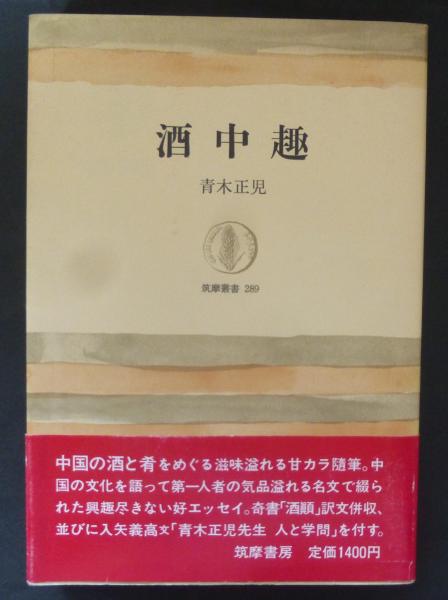 酒中趣
青木正児
筑摩叢書 289
中国の酒と肴をめぐる滋味溢れる甘カラ随筆。中
国の文化を語って第一人者の気品溢れる名文で綴ら
れた興趣尽きない好エッセイ。奇書「酒顚」訳文併収、
並びに入矢義高文「青木正児先生 人と学問」を付す。
筑摩書房 定価1400円